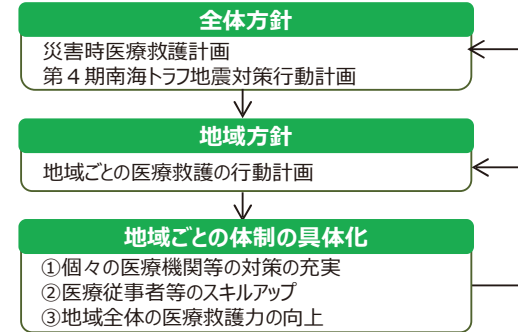 全体方針
災害時医療救護計画
第４期南海トラフ地震対策行動計画
地域方針
地域ごとの医療救護の行動計画
地域ごとの体制の具体化
①個々の医療機関等の対策の充実
②医療従事者等のスキルアップ
③地域全体の医療救護力の向上